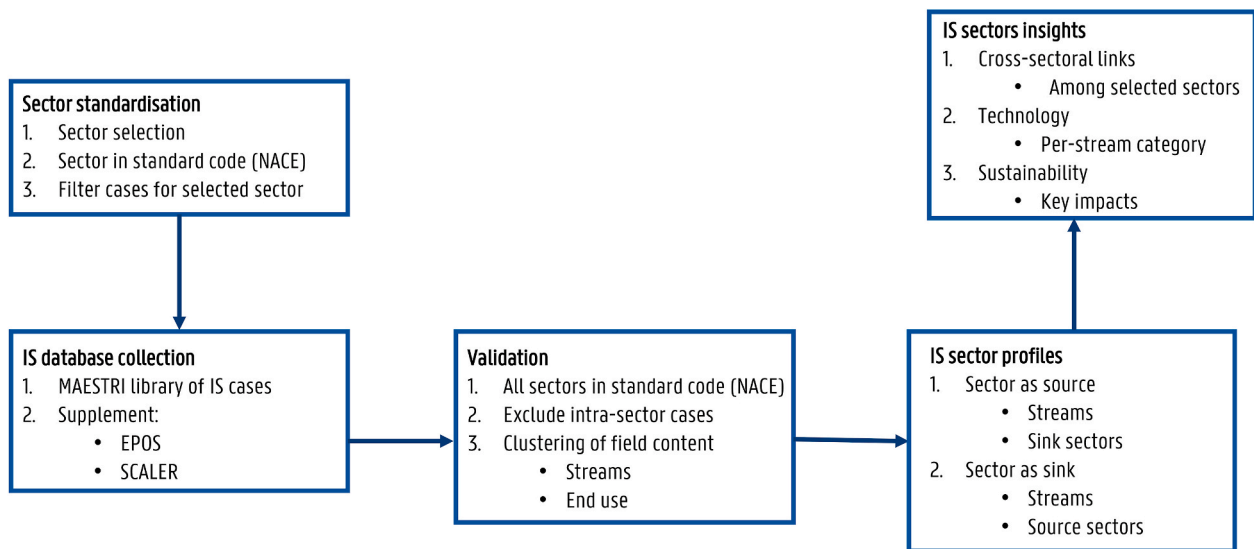 Sector standardisation
1. Sector selection
2. Sector in standard code (NACE)
3. Filter cases for selected sector
IS database collection
1. MAESTRI library of IS cases
2. Supplement:
• EPOS
• SCALER
Validation
1. All sectors in standard code (NACE)
2. Exclude intra-sector cases
3. Clustering of field content
• Streams
• End use
IS sector profiles
1. Sector as source
• Streams
• Sink sectors
2. Sector as sink
• Streams
• Source sectors
IS sectors insights
1. Cross-sectoral links
• Among selected sectors
2. Technology
• Per-stream category
3. Sustainability
• Key impacts